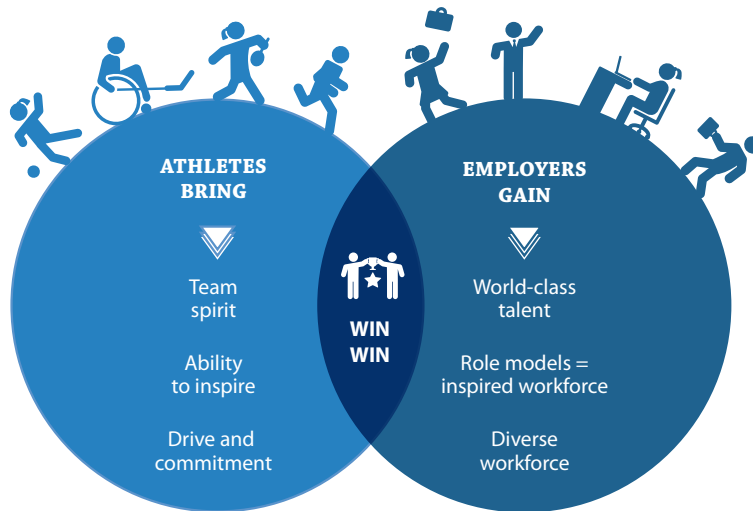 ATHLETES
BRING
Team
spirit
Ability
to inspire
Drive and
commitment
WIN
WIN
EMPLOYERS
GAIN
World-class
talent
Role models =
inspired workforce
Diverse
workforce